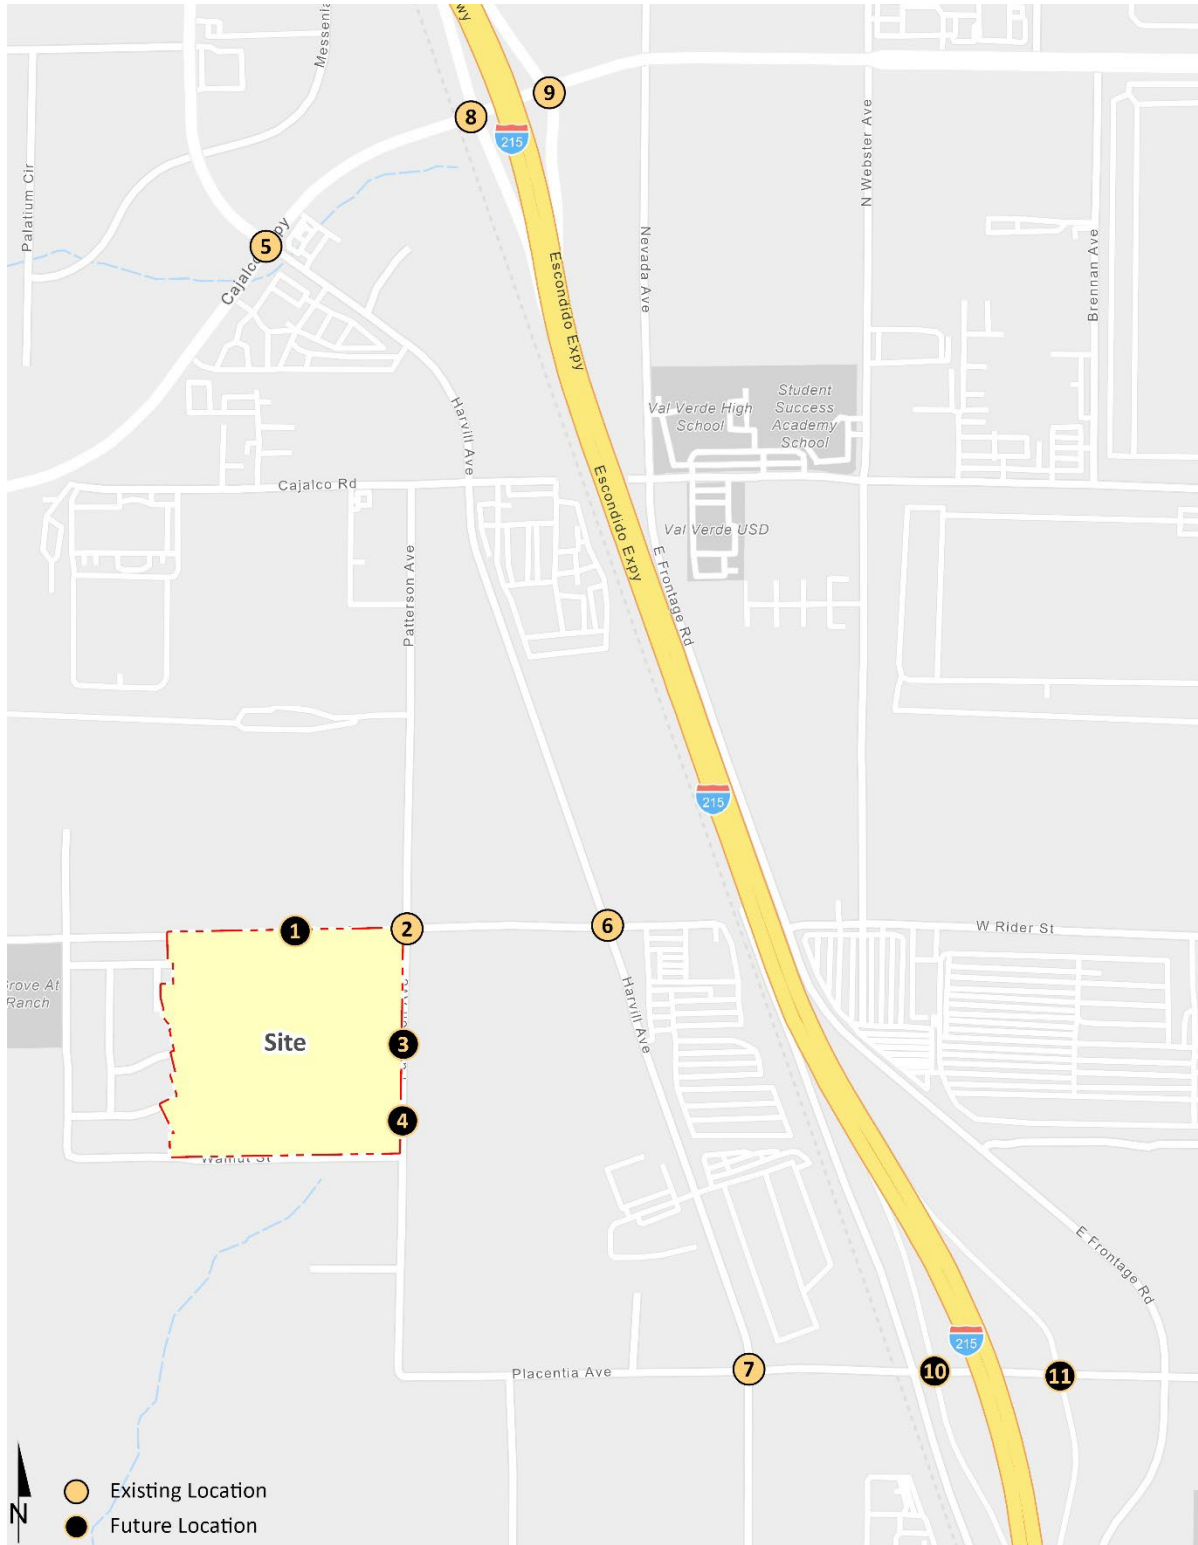 wy
Messenia
9
8
215
Palatium Cir
N Webster Ave
5
Cajalco Expy
Nevada Ave
Brennan Ave
Escondido Expy
Harvill Ave
Val Verde High
School
Student
Success
Academy
School
Cajalco Rd
Escondido Expy
Val Verde USD
Patterson Ave
E Frontage Rd
215
1
2
6
W Rider St
Grove At
Ranch
Harvill Ave
Site
3
4
Walnut St
E Frontage Rd
215
Placentia Ave
7
10
11
N
Existing Location
Future Location